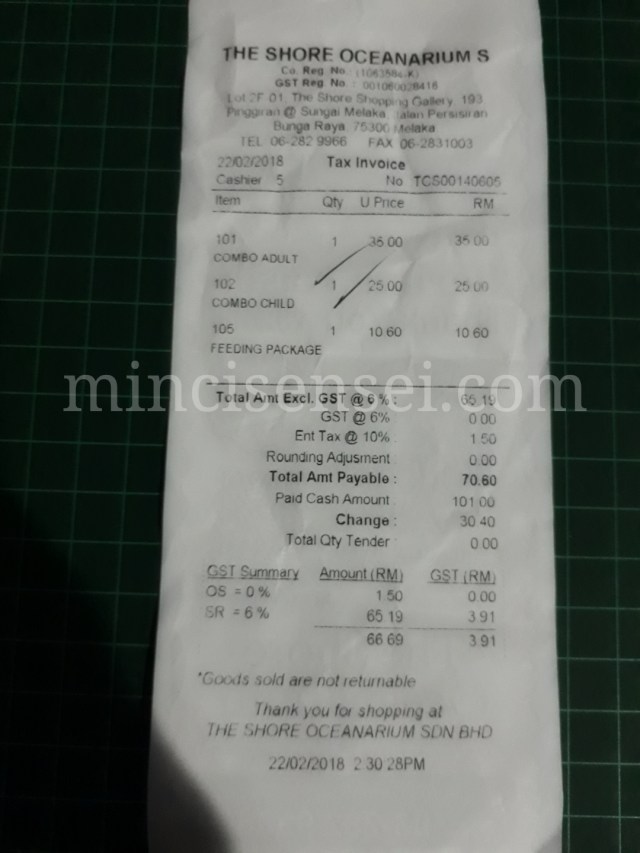 THE SHORE OCEANARIUM S
Co. Reg No. (1063584-K)
GST Reg No : 001060028416
Lot 2F 01, The Shore Shopping Gallery, 193,
Pinggiran @ Sungai Melaka, Jalan Persisiran
Bunga Raya, 75300 Melaka
TEL 06-282 9966 FAX 06-2831003
22/02/2018 Tax Invoice
Cashier 5 No TCS00140605
Item Qty U Price RM
101 1 35.00 35.00
COMBO ADULT
102 1 25.00 25.00
COMBO CHILD
105 1 10.60 10.60
FEEDING PACKAGE
mincisensei.com
Total Amt Excl. GST @ 6% : 65.19
GST @ 6% 0.00
Ent Tax @ 10% 1.50
Rounding Adjusment 0.00
Total Amt Payable : 70.60
Paid Cash Amount 101.00
Change : 30.40
Total Qty Tender 0.00
GST Summary Amount (RM) GST (RM)
OS = 0% 1.50 0.00
SR = 6% 65.19 3.91
66.69 3.91
*Goods sold are not returnable
Thank you for shopping at
THE SHORE OCEANARIUM SDN BHD
22/02/2018 2:30:28PM